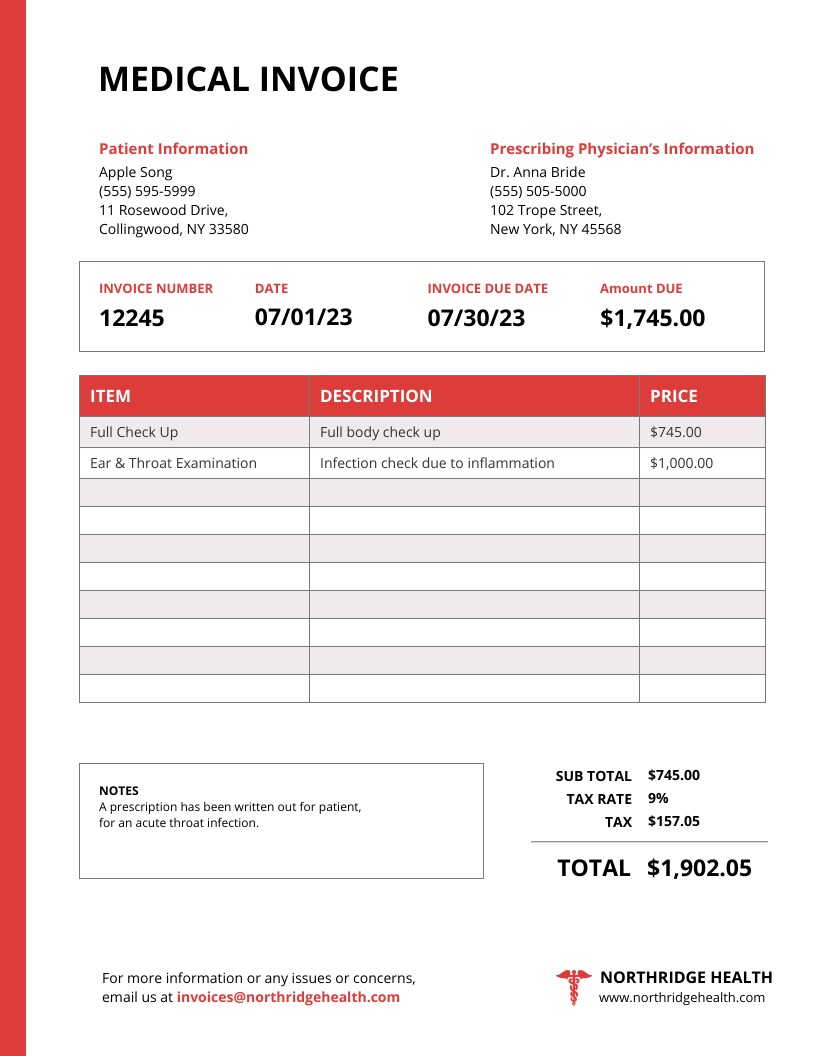 MEDICAL INVOICE
Patient Information
Apple Song
(555) 595-5999
11 Rosewood Drive,
Collingwood, NY 33580
Prescribing Physician’s Information
Dr. Anna Bride
(555) 505-5000
102 Trope Street,
New York, NY 45568
INVOICE NUMBER DATE INVOICE DUE DATE Amount DUE
12245 07/01/23 07/30/23 $1,745.00
ITEM DESCRIPTION PRICE
Full Check Up Full body check up $745.00
Ear & Throat Examination Infection check due to inflammation $1,000.00
NOTES
A prescription has been written out for patient,
for an acute throat infection.
SUB TOTAL $745.00
TAX RATE 9%
TAX $157.05
TOTAL $1,902.05
For more information or any issues or concerns,
email us at invoices@northridgehealth.com
NORTHRIDGE HEALTH
www.northridgehealth.com